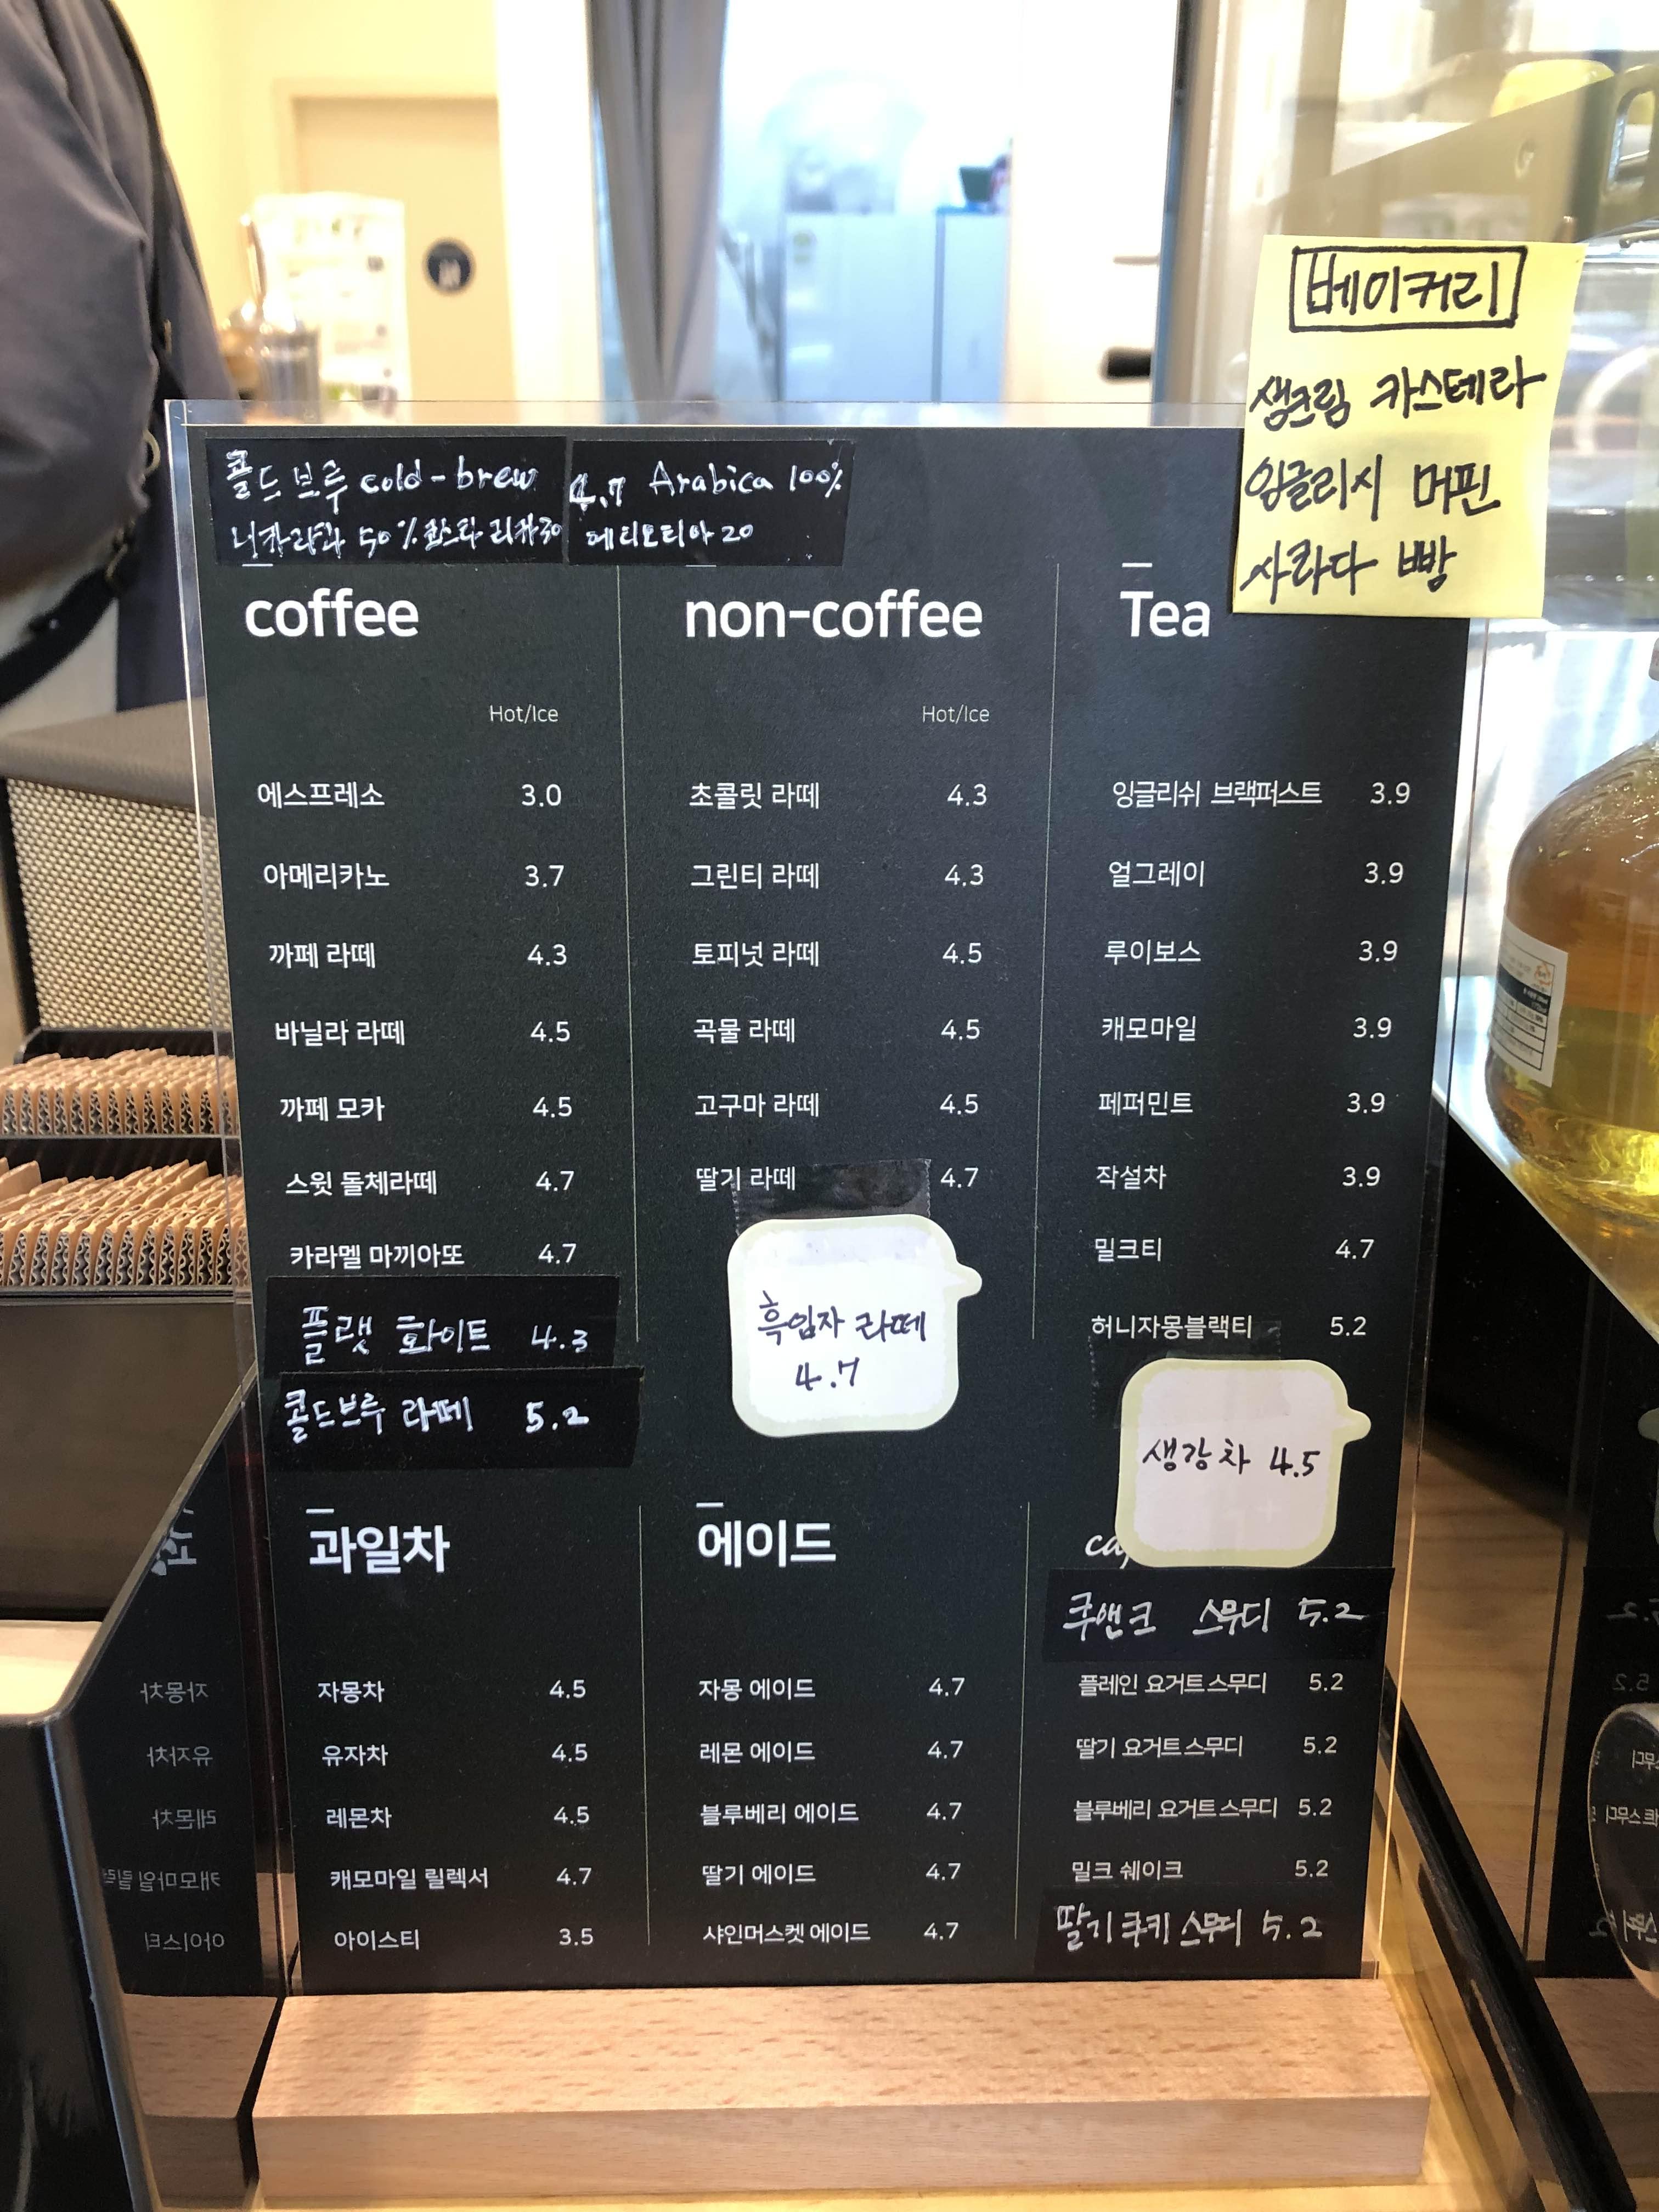 베이커리
생크림 카스테라
잉글리시 머핀
사라다 빵
콜드브루 cold-brew 4.7 Arabica 100%
니카라과 50% 코스타리카30 에티오피아 20
coffee
Hot/Ice
에스프레소 3.0
아메리카노 3.7
까페 라떼 4.3
바닐라 라떼 4.5
까페 모카 4.5
스윗 돌체라떼 4.7
카라멜 마끼아또 4.7
플랫 화이트 4.3
콜드브루 라떼 5.2
non-coffee
Hot/Ice
초콜릿 라떼 4.3
그린티 라떼 4.3
토피넛 라떼 4.5
곡물 라떼 4.5
고구마 라떼 4.5
딸기 라떼 4.7
흑임자 라떼
4.7
Tea
잉글리쉬 브랙퍼스트 3.9
얼그레이 3.9
루이보스 3.9
캐모마일 3.9
페퍼민트 3.9
작설차 3.9
밀크티 4.7
허니자몽블랙티 5.2
생강차 4.5
과일차
자몽차 4.5
유자차 4.5
레몬차 4.5
캐모마일 릴렉서 4.7
아이스티 3.5
에이드
자몽 에이드 4.7
레몬 에이드 4.7
블루베리 에이드 4.7
딸기 에이드 4.7
샤인머스켓 에이드 4.7
쿠앤크 스무디 5.2
플레인 요거트스무디 5.2
딸기 요거트스무디 5.2
블루베리 요거트스무디 5.2
밀크 쉐이크 5.2
딸기쿠키 스무디 5.2